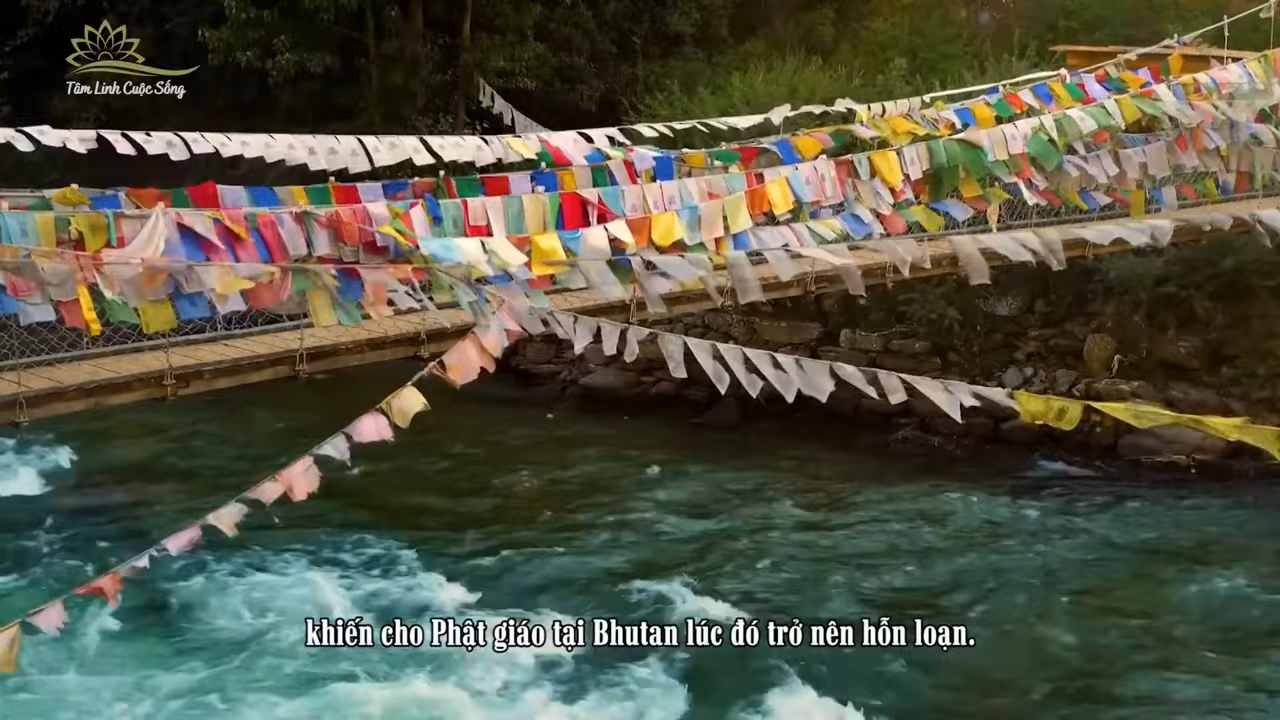 Tâm Linh Cuộc Sống
khiến cho Phật giáo tại Bhutan lúc đó trở nên hỗn loạn.